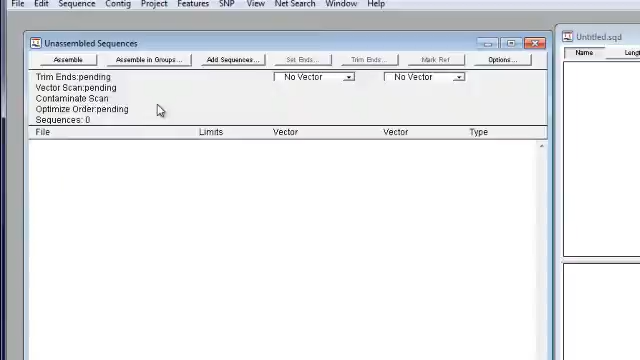 File Edit Sequence Contig Project Features SNP View Net Search Window Help
Unassembled Sequences
Untitled.sqd
Assemble Assemble in Groups... Add Sequences... Set Ends... Trim Ends... Mark Ref Options...
Name Lengt
Trim Ends:pending No Vector No Vector
Vector Scan:pending
Contaminate Scan
Optimize Order:pending
Sequences: 0
File Limits Vector Vector Type